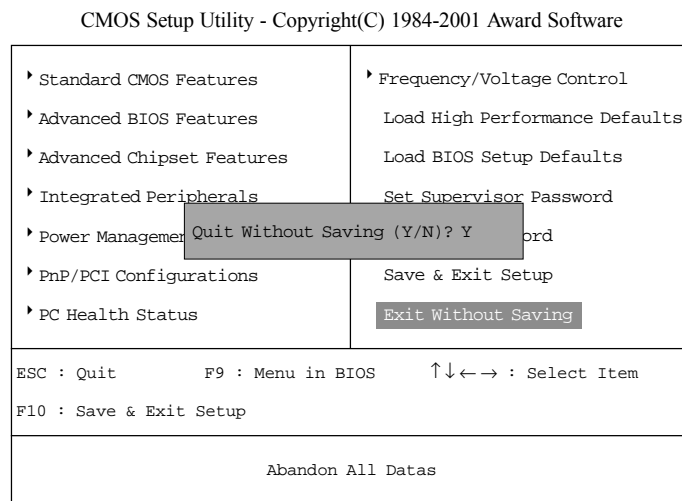 CMOS Setup Utility - Copyright(C) 1984-2001 Award Software
Standard CMOS Features
Advanced BIOS Features
Advanced Chipset Features
Integrated Peripherals
Power
PnP/PCI Configurations
PC Health Status
Frequency/Voltage Control
Load High Performance Defaults
Load BIOS Setup Defaults
Set Supervisor Password
Save & Exit Setup
Exit Without Saving
Quit Without Saving (Y/N)? Y
ESC : Quit F9 : Menu in BIOS ↑↓←→ : Select Item
F10 : Save & Exit Setup
Abandon All Datas